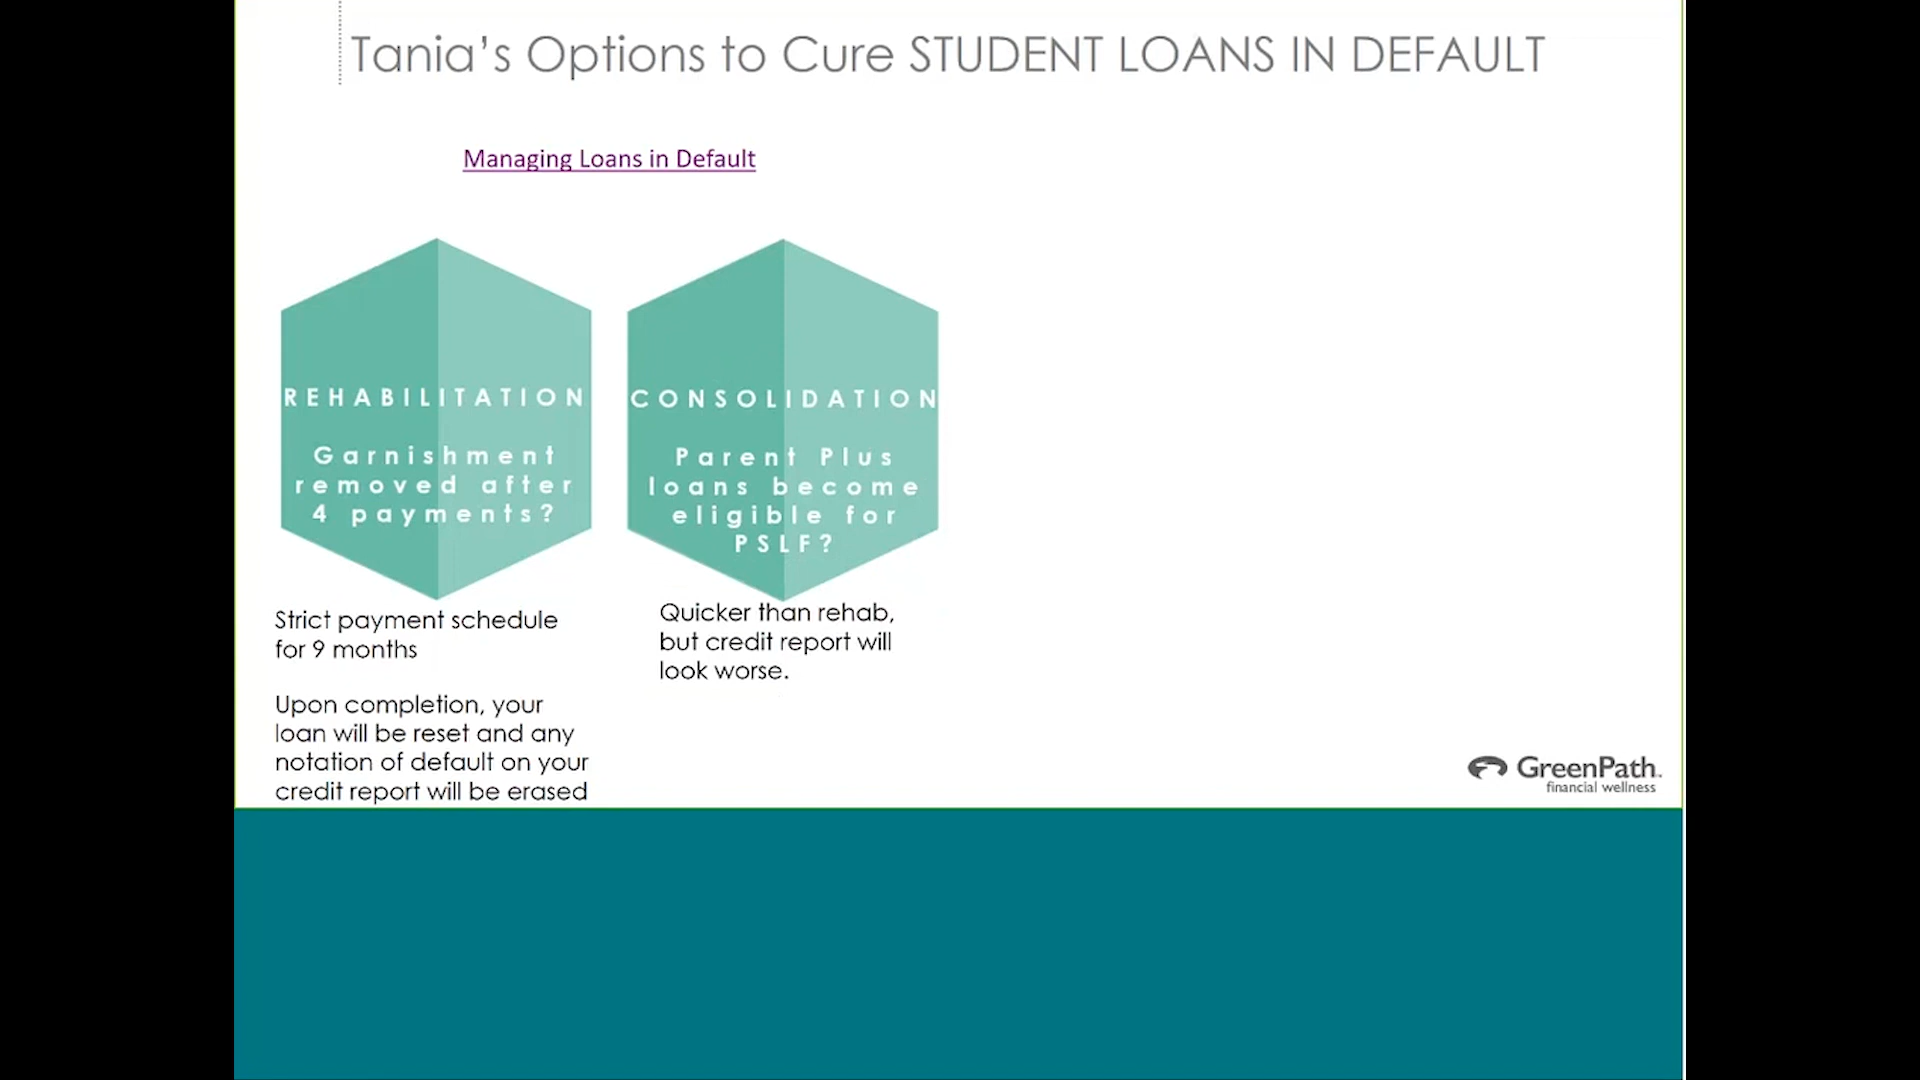 Tania’s Options to Cure STUDENT LOANS IN DEFAULT
Managing Loans in Default
REHABILITATION
Garnishment
removed after
4 payments?
Strict payment schedule
for 9 months
Upon completion, your
loan will be reset and any
notation of default on your
credit report will be erased
CONSOLIDATION
Parent Plus
loans become
eligible for
PSLF?
Quicker than rehab,
but credit report will
look worse.
GreenPath.
financial wellness